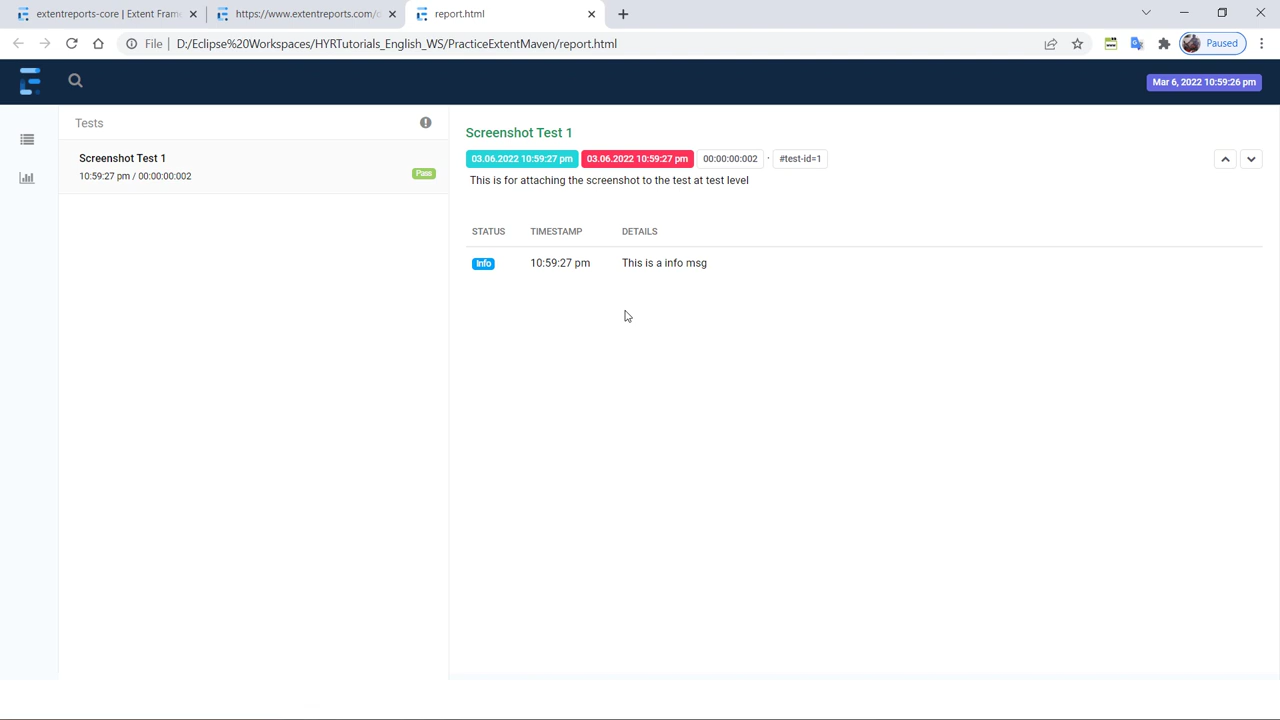 extentreports-core | Extent Fram
https://www.extentreports.com/d
report.html
File | D:/Eclipse%20Workspaces/HYRTutorials_English_WS/PracticeExtentMaven/report.html
Paused
Mar 6, 2022 10:59:26 pm
Tests
Screenshot Test 1
10:59:27 pm / 00:00:00:002
Pass
Screenshot Test 1
03.06.2022 10:59:27 pm 03.06.2022 10:59:27 pm 00:00:00:002 · #test-id=1
This is for attaching the screenshot to the test at test level
STATUS TIMESTAMP DETAILS
Info 10:59:27 pm This is a info msg